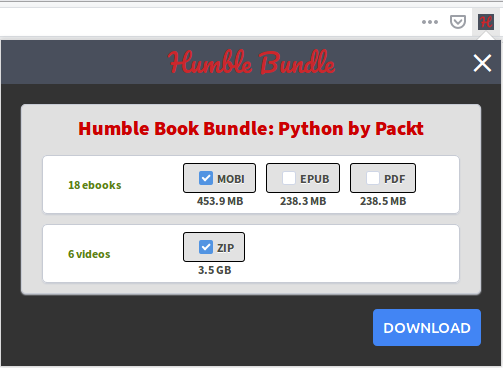 H
Humble Bundle
Humble Book Bundle: Python by Packt
18 ebooks
MOBI
EPUB
PDF
453.9 MB
238.3 MB
238.5 MB
6 videos
ZIP
3.5 GB
DOWNLOAD